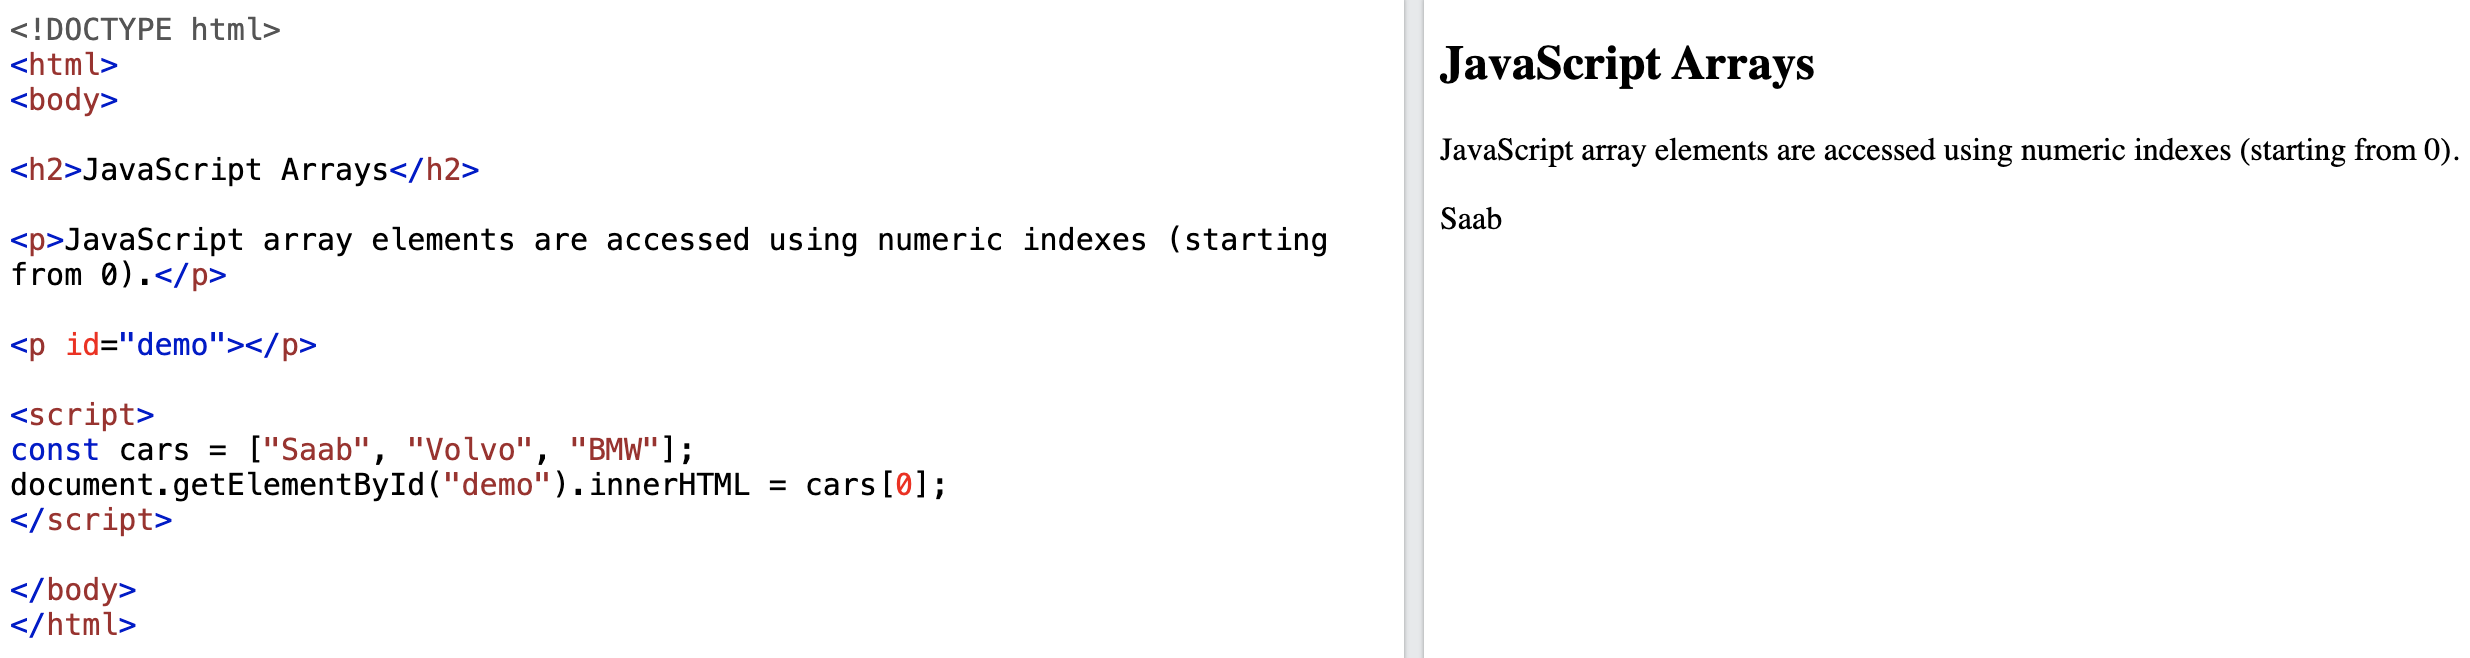 <!DOCTYPE html>
<html>
<body>
<h2>JavaScript Arrays</h2>
<p>JavaScript array elements are accessed using numeric indexes (starting
from 0).</p>
<p id="demo"></p>
<script>
const cars = ["Saab", "Volvo", "BMW"];
document.getElementById("demo").innerHTML = cars[0];
</script>
</body>
</html>
JavaScript Arrays
JavaScript array elements are accessed using numeric indexes (starting from 0).
Saab